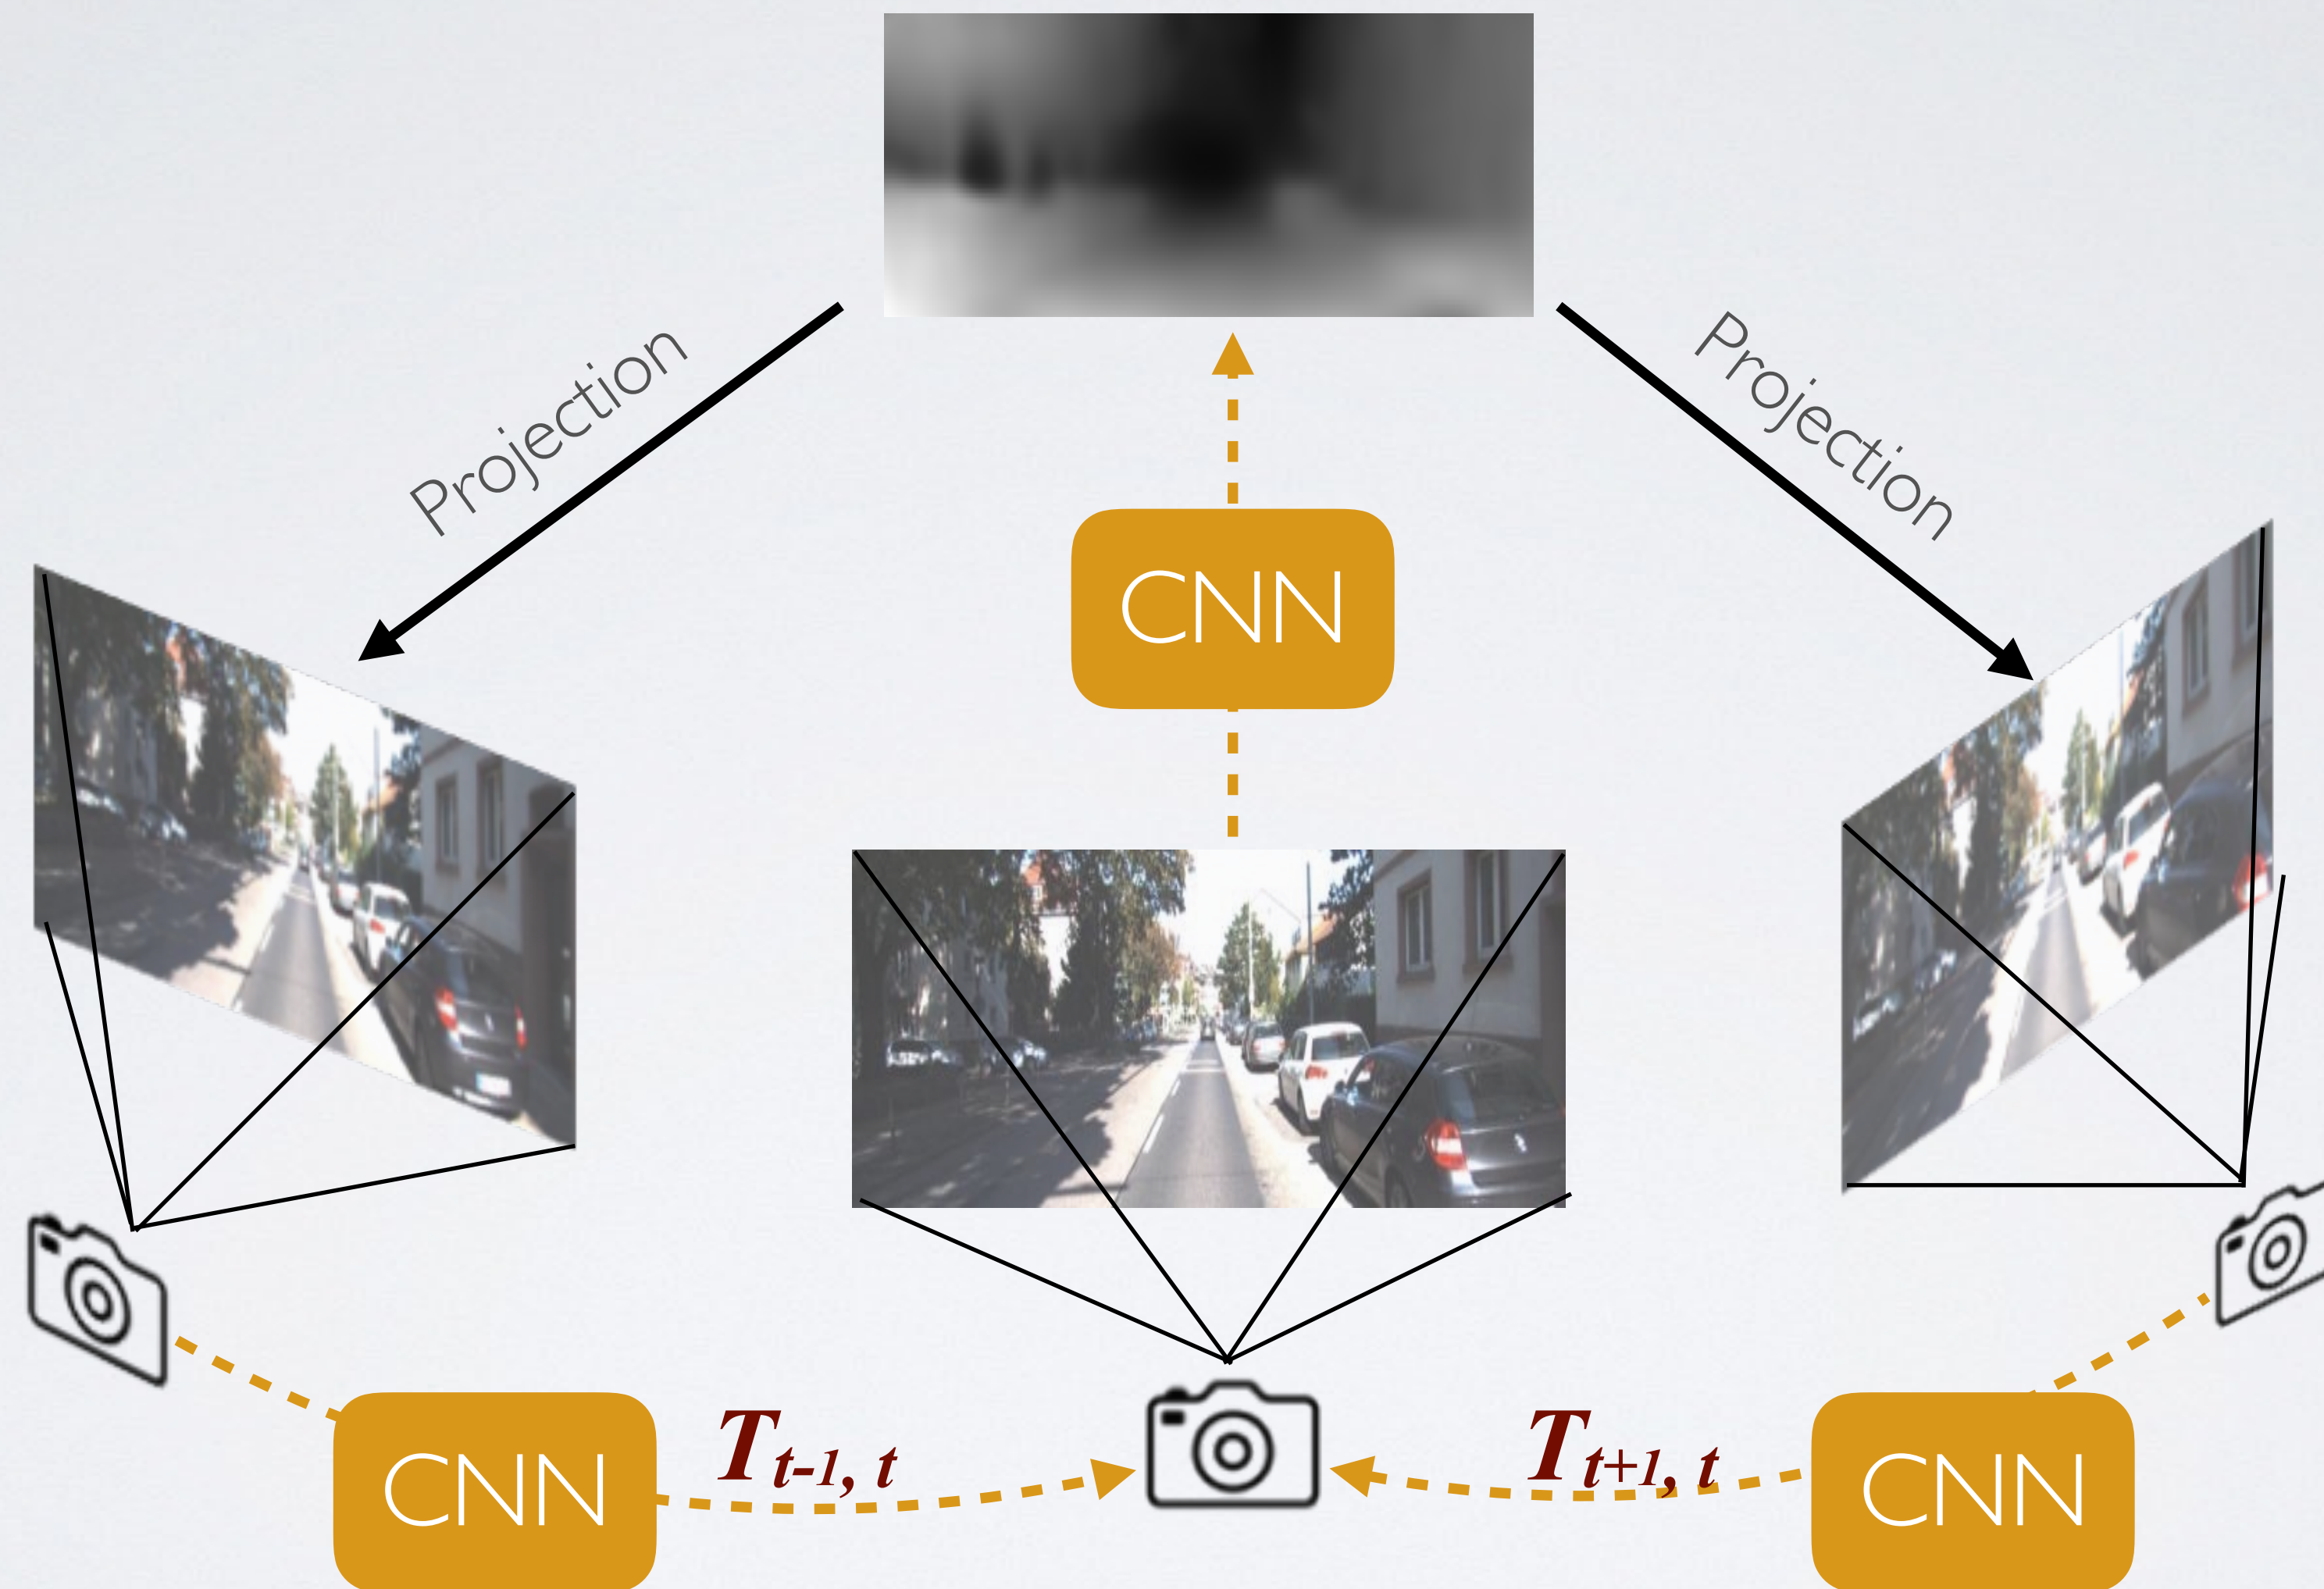 Projection
Projection
CNN
CNN
T t-1, t
T t+1, t
CNN